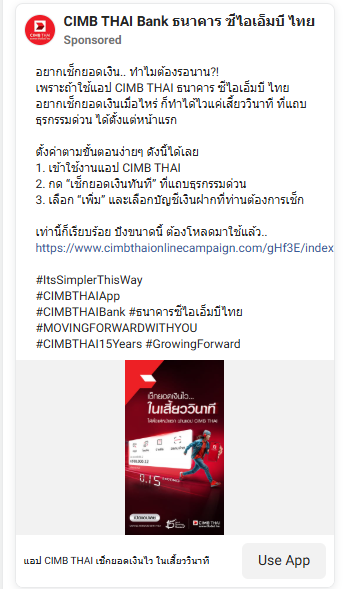 CIMB THAI Bank ธนาคาร ซีไอเอ็มบี ไทย
Sponsored
CIMB THAI
อยากเช็กยอดเงิน.. ทำไมต้องรอนาน?!
เพราะถ้าใช้แอป CIMB THAI ธนาคาร ซีไอเอ็มบี ไทย
อยากเช็กยอดเงินเมื่อไหร่ ก็ทำได้ไวแค่เสี้ยววินาที ที่แถบ
ธุรกรรมด่วน ได้ตั้งแต่หน้าแรก
ตั้งค่าตามขั้นตอนง่ายๆ ดังนี้ได้เลย
1. เข้าใช้งานแอป CIMB THAI
2. กด “เช็กยอดเงินทันที” ที่แถบธุรกรรมด่วน
3. เลือก “เพิ่ม” และเลือกบัญชีเงินฝากที่ท่านต้องการเช็ก
เท่านี้ก็เรียบร้อย ปังขนาดนี้ ต้องโหลดมาใช้แล้ว..
https://www.cimbthaionlinecampaign.com/gHf3E/index
#ItsSimplerThisWay
#CIMBTHAIApp
#CIMBTHAIBank #ธนาคารซีไอเอ็มบีไทย
#MOVINGFORWARDWITHYOU
#CIMBTHAI15Years #GrowingForward
เช็กยอดเงินไว...
ในเสี้ยววินาที
0.15
CIMB THAI
แอป CIMB THAI เช็กยอดเงินไว ในเสี้ยววินาที
Use App